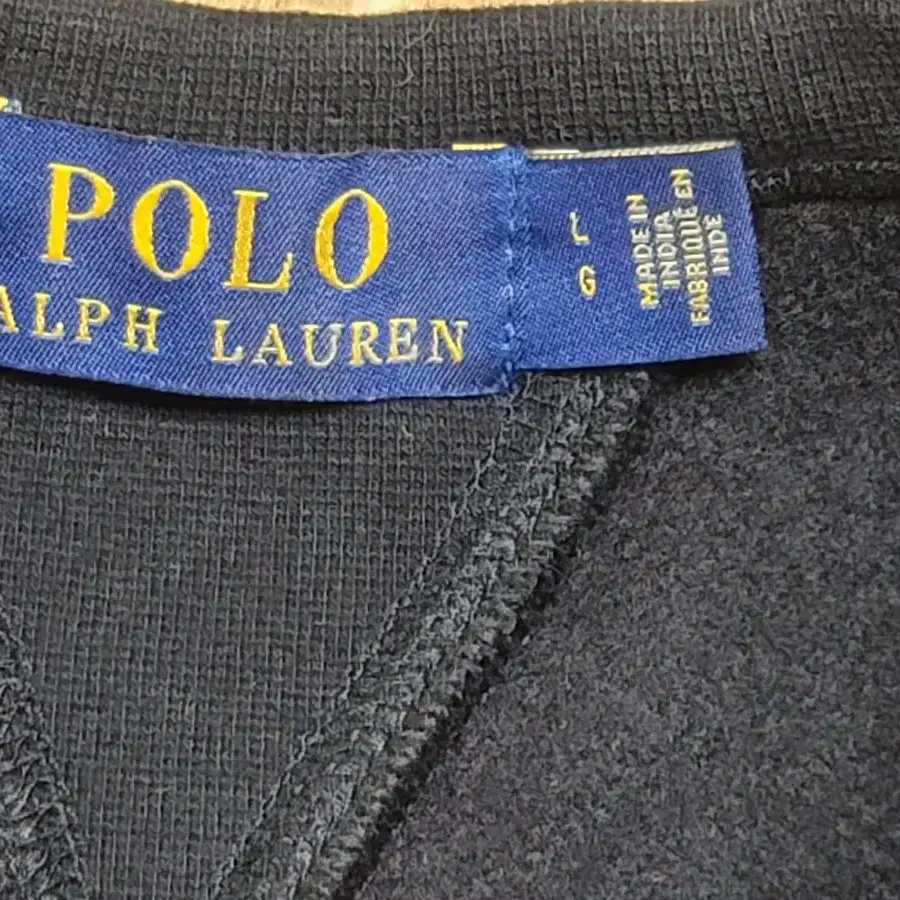 POLO
ALPH LAUREN
L
G
MADE IN
INDIA
FABRIQUÉ EN
INDE